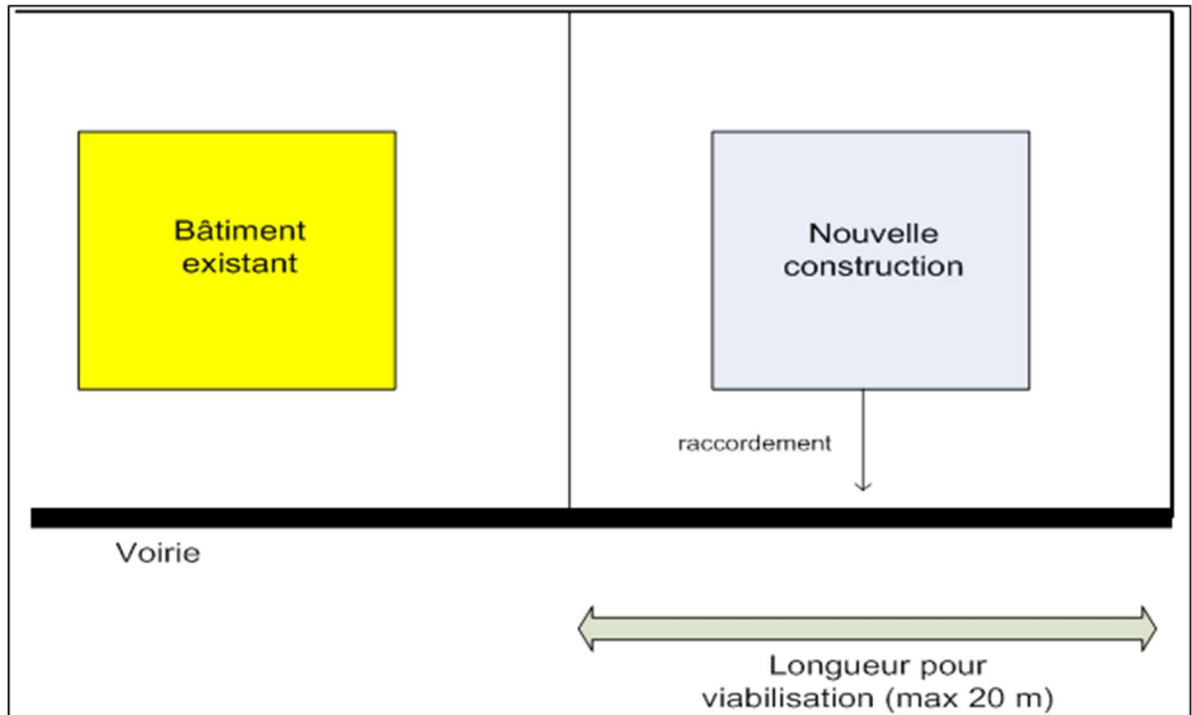 Bâtiment
existant
Nouvelle
construction
raccordement
Voirie
Longueur pour
viabilisation (max 20 m)